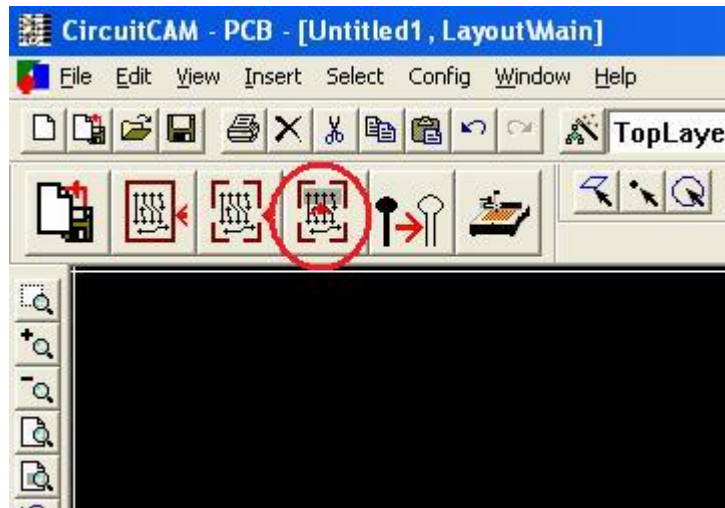 CircuitCAM - PCB - [Untitled1 , Layout\Main]
File Edit View Insert Select Config Window Help
TopLaye